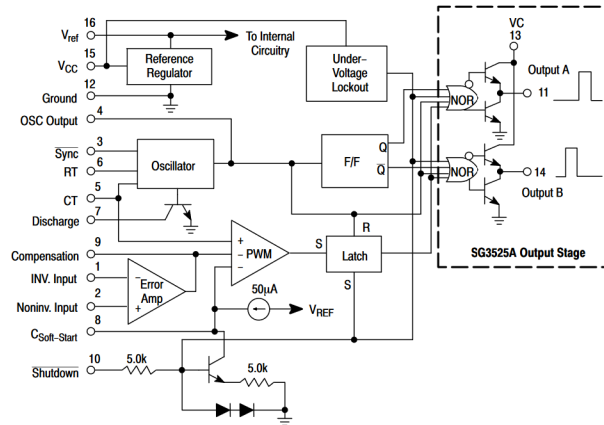 16
Vref
To Internal
Circuitry
15
VCC
Reference
Regulator
Under–
Voltage
Lockout
12
Ground
4
OSC Output
3
Sync
6
RT
5
CT
7
Discharge
Oscillator
F/F
Q
Q
9
Compensation
1
INV. Input
2
Noninv. Input
8
CSoft-Start
Error
Amp
–
+
+
–
–
PWM
S
R
Latch
S
50µA
VREF
10
Shutdown
5.0k
5.0k
VC
13
Output A
11
NOR
NOR
14
Output B
SG3525A Output Stage